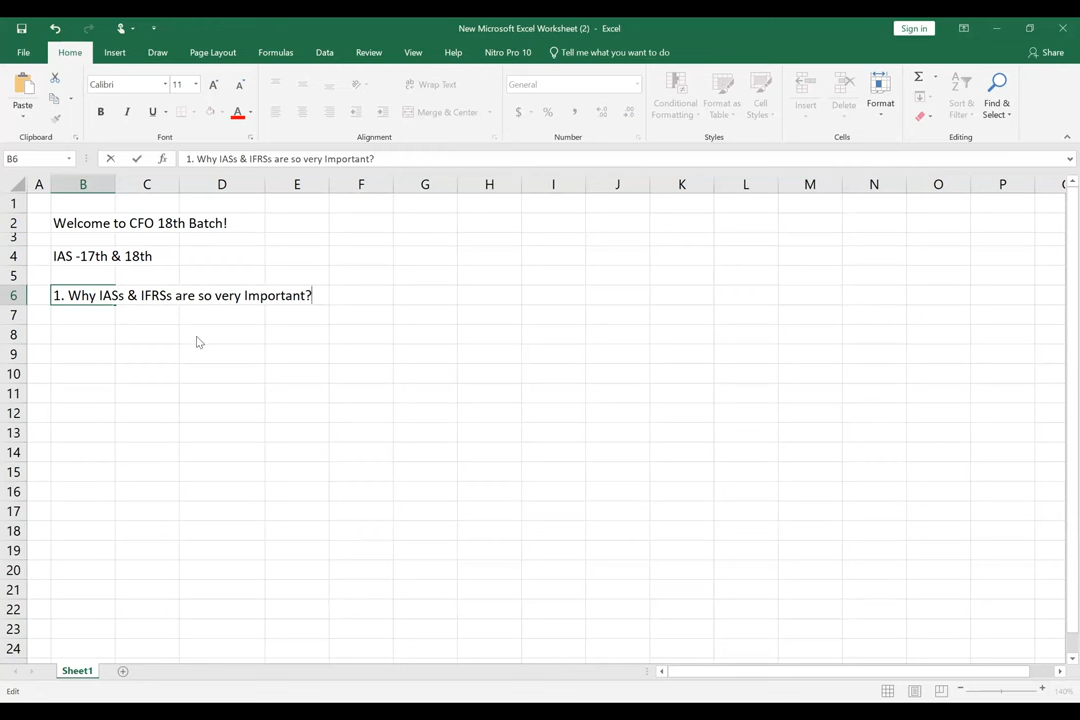 New Microsoft Excel Worksheet (2) - Excel
Sign in
File Home Insert Draw Page Layout Formulas Data Review View Help Nitro Pro 10 Tell me what you want to do Share
Paste
Calibri 11
B I U A
Wrap Text
Merge & Center
General
$ % ,
Conditional Formatting
Format as Table
Cell Styles
Insert
Delete
Format
Sort & Filter
Find & Select
Clipboard Font Alignment Number Styles Cells Editing
B6 fx 1. Why IASs & IFRSs are so very Important?
A B C D E F G H I J K L M N O P
1
2 Welcome to CFO 18th Batch!
3
4 IAS -17th & 18th
5
6 1. Why IASs & IFRSs are so very Important?
7
8
9
10
11
12
13
14
15
16
17
18
19
20
21
22
23
24
Sheet1
Edit 140%